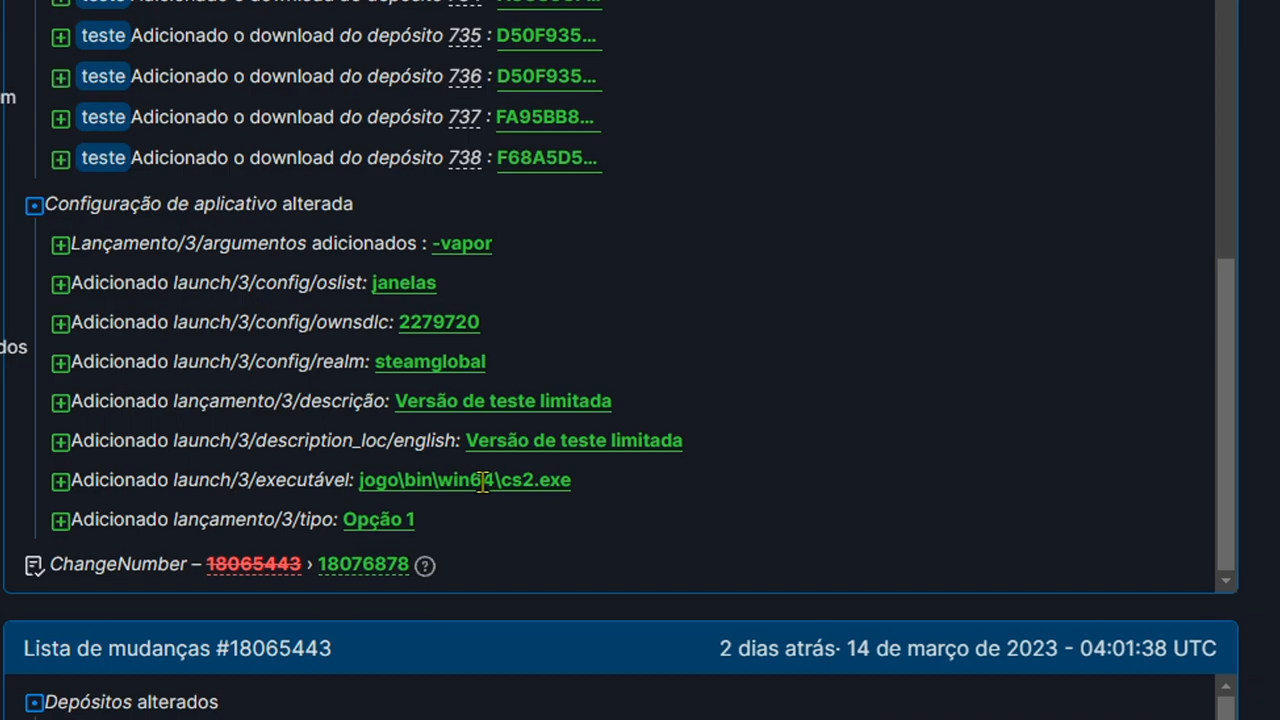 teste Adicionado o download do depósito 735 : D50F935...
teste Adicionado o download do depósito 736 : D50F935...
teste Adicionado o download do depósito 737 : FA95BB8...
teste Adicionado o download do depósito 738 : F68A5D5...
Configuração de aplicativo alterada
Lançamento/3/argumentos adicionados : -vapor
Adicionado launch/3/config/oslist: janelas
Adicionado launch/3/config/ownsdlc: 2279720
dos
Adicionado launch/3/config/realm: steamglobal
Adicionado lançamento/3/descrição: Versão de teste limitada
Adicionado launch/3/description_loc/english: Versão de teste limitada
Adicionado launch/3/executável: jogo\bin\win64\cs2.exe
Adicionado lançamento/3/tipo: Opção 1
ChangeNumber – 18065443 › 18076878 ?
Lista de mudanças #18065443 2 dias atrás· 14 de março de 2023 - 04:01:38 UTC
Depósitos alterados